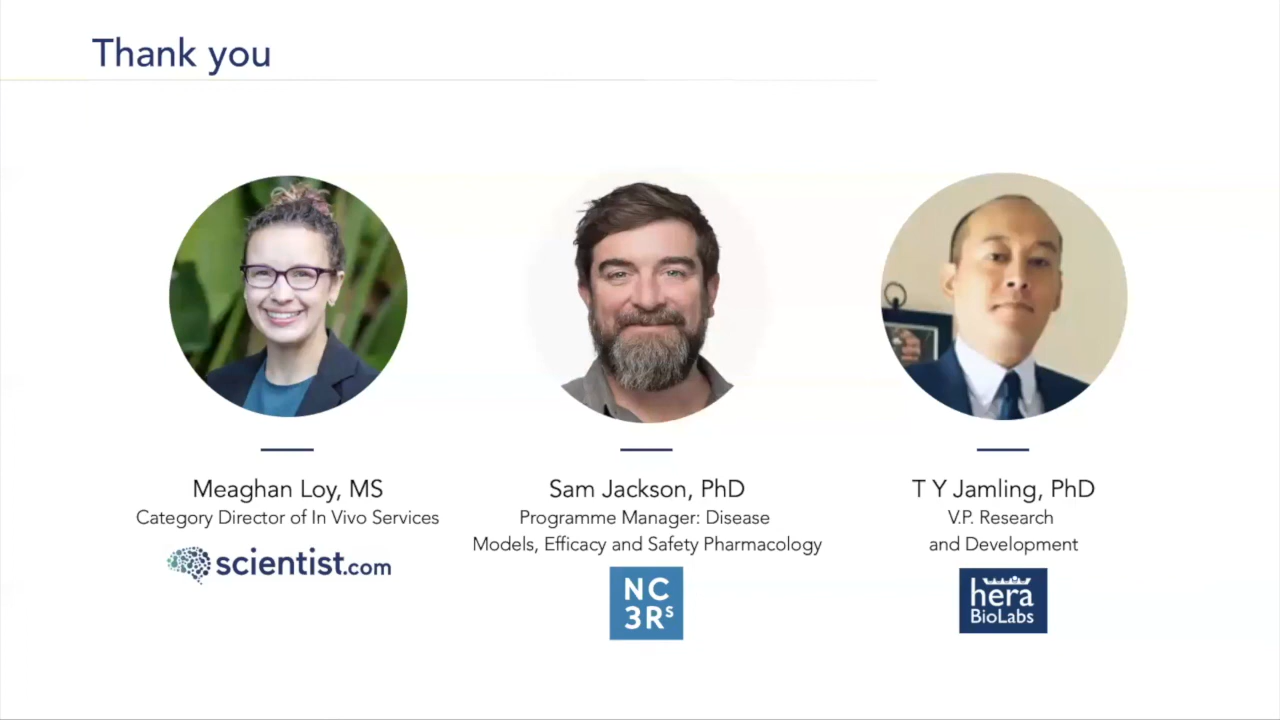 Thank you
Meaghan Loy, MS
Category Director of In Vivo Services
scientist.com
Sam Jackson, PhD
Programme Manager: Disease
Models, Efficacy and Safety Pharmacology
NC
3Rs
T Y Jamling, PhD
V.P. Research
and Development
hera
BioLabs